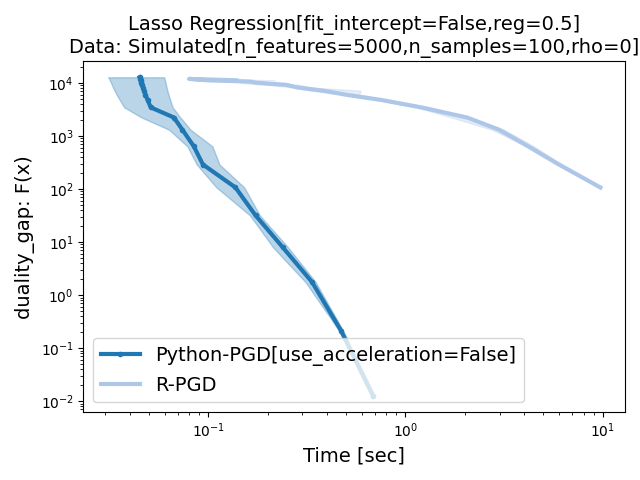 Lasso Regression[fit_intercept=False,reg=0.5]
Data: Simulated[n_features=5000,n_samples=100,rho=0]
duality_gap: F(x)
10^4
10^3
10^2
10^1
10^0
10^-1
10^-2
Python-PGD[use_acceleration=False]
R-PGD
10^-1
10^0
10^1
Time [sec]